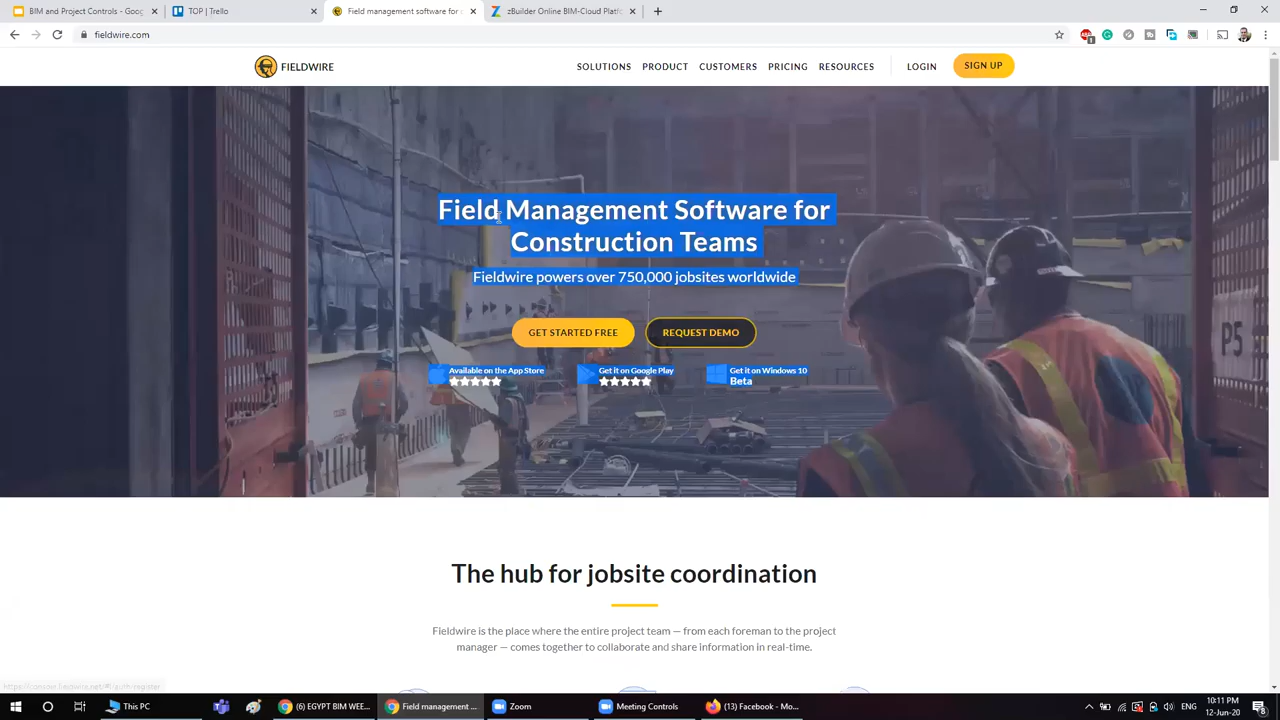 BIM and Project Controls - Goog
TOP | Trello
Field management software for
zBuilder Online BIM-Cloud Platf
fieldwire.com
FIELDWIRE
SOLUTIONS
PRODUCT
CUSTOMERS
PRICING
RESOURCES
LOGIN
SIGN UP
Field Management Software for
Construction Teams
Fieldwire powers over 750,000 jobsites worldwide
GET STARTED FREE
REQUEST DEMO
Available on the App Store
Get it on Google Play
Get it on Windows 10
Beta
The hub for jobsite coordination
Fieldwire is the place where the entire project team — from each foreman to the project
manager — comes together to collaborate and share information in real-time.
This PC
(6) EGYPT BIM WEE...
Field management ...
Zoom
Meeting Controls
(13) Facebook - Mo...
ENG
10:11 PM
12-Jun-20